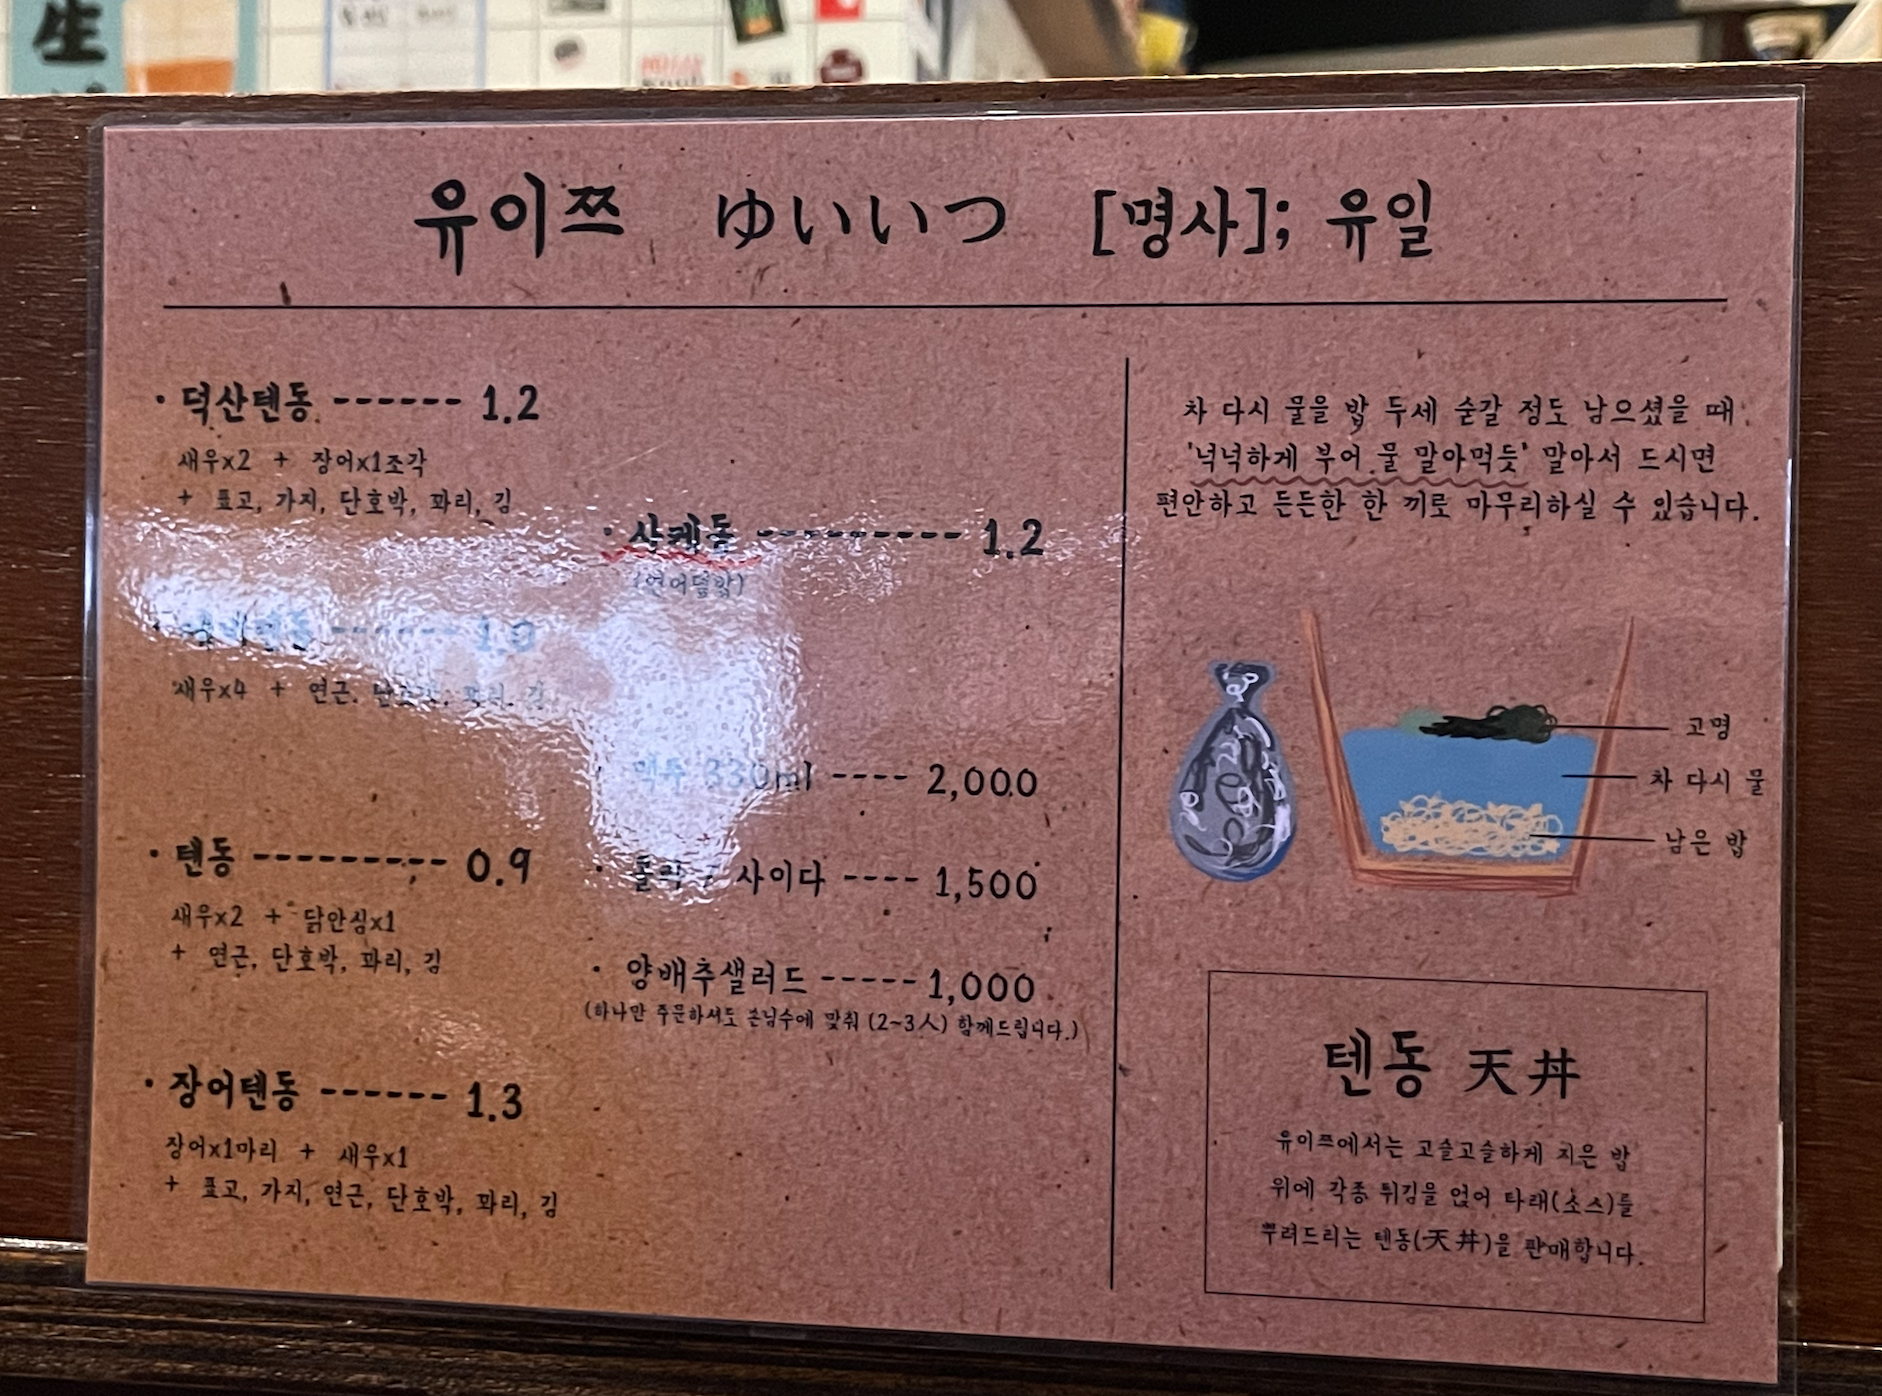 生
유이쯔 ゆいいつ [명사]; 유일
· 덕산텐동 ------ 1.2
새우x2 + 장어x1조각
+ 표고, 가지, 단호박, 꽈리, 김
텐동 ------ 1.0
새우x4 + 연근, 단호박, 꽈리, 김
· 텐동 --------- 0.9
새우x2 + 닭안심x1
+ 연근, 단호박, 꽈리, 김
· 장어텐동 ------ 1.3
장어x1마리 + 새우x1
+ 표고, 가지, 연근, 단호박, 꽈리, 김
· 사케동 ---------- 1.2
(연어덮밥)
맥주 330ml ---- 2,000
· 콜라 / 사이다 ---- 1,500
· 양배추샐러드 ----- 1,000
(하나만 주문하셔도 손님수에 맞춰 (2~3人) 함께드립니다.)
차 다시 물을 밥 두세 숟갈 정도 남으셨을 때
'넉넉하게 부어 물 말아먹듯' 말아서 드시면
편안하고 든든한 한 끼로 마무리하실 수 있습니다.
고명
차 다시 물
남은 밥
텐동 天丼
유이쯔에서는 고슬고슬하게 지은 밥
위에 각종 튀김을 얹어 타래(소스)를
뿌려드리는 텐동(天丼)을 판매합니다.